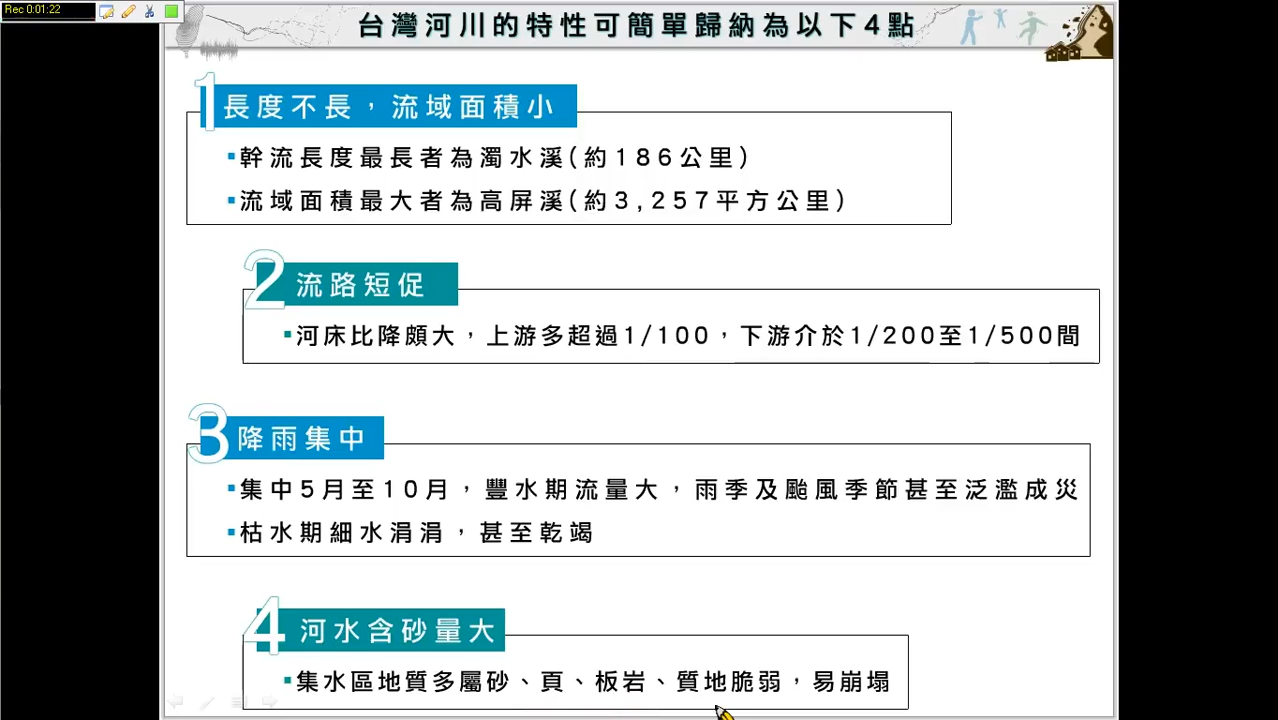 Rec 0:01:22
台灣河川的特性可簡單歸納為以下4點
1 長度不長，流域面積小
▪幹流長度最長者為濁水溪(約186公里)
▪流域面積最大者為高屏溪(約3,257平方公里)
2 流路短促
▪河床比降頗大，上游多超過1/100，下游介於1/200至1/500間
3 降雨集中
▪集中5月至10月，豐水期流量大，雨季及颱風季節甚至泛濫成災
▪枯水期細水涓涓，甚至乾竭
4 河水含砂量大
▪集水區地質多屬砂、頁、板岩、質地脆弱，易崩塌